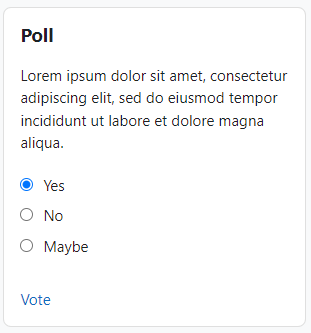 Poll
Lorem ipsum dolor sit amet, consectetur
adipiscing elit, sed do eiusmod tempor
incididunt ut labore et dolore magna
aliqua.
Yes
No
Maybe
Vote